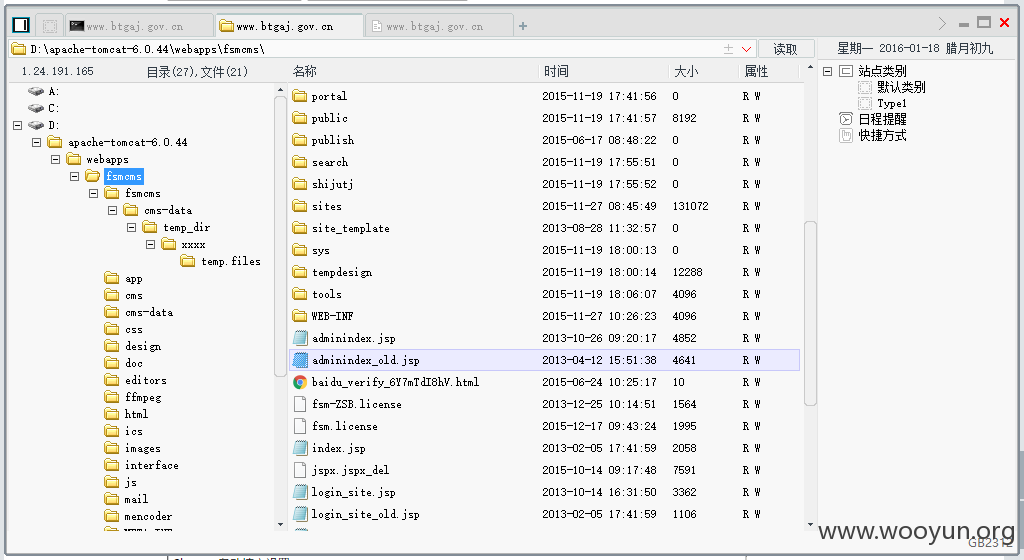 www.btgaj.gov.cn www.btgaj.gov.cn www.btgaj.gov.cn +
D:\apache-tomcat-6.0.44\webapps\fsmcms\ 读取 星期一 2016-01-18 腊月初九
1.24.191.165 目录(27),文件(21)
A:
C:
D:
apache-tomcat-6.0.44
webapps
fsmcms
fsmcms
cms-data
temp_dir
xxxx
temp.files
app
cms
cms-data
css
design
doc
editors
ffmpeg
html
ics
images
interface
js
mail
mencoder
名称 时间 大小 属性
portal 2015-11-19 17:41:56 0 R W
public 2015-11-19 17:41:57 8192 R W
publish 2015-06-17 08:48:22 0 R W
search 2015-11-19 17:55:51 0 R W
shijutj 2015-11-19 17:55:52 0 R W
sites 2015-11-27 08:45:49 131072 R W
site_template 2013-08-28 11:32:57 0 R W
sys 2015-11-19 18:00:13 0 R W
tempdesign 2015-11-19 18:00:14 12288 R W
tools 2015-11-19 18:06:07 4096 R W
WEB-INF 2015-11-27 10:26:23 4096 R W
adminindex.jsp 2013-10-26 09:20:17 4852 R W
adminindex_old.jsp 2013-04-12 15:51:38 4641 R W
baidu_verify_6Y7mTdI8hV.html 2015-06-24 10:25:17 10 R W
fsm-ZSB.license 2013-12-25 10:14:51 1564 R W
fsm.license 2015-12-17 09:43:24 1995 R W
index.jsp 2013-02-05 17:41:59 2058 R W
jspx.jspx_del 2015-10-14 09:17:48 7591 R W
login_site.jsp 2013-10-14 16:31:50 3362 R W
login_site_old.jsp 2013-02-05 17:41:59 1106 R W
站点类别
默认类别
Type1
日程提醒
快捷方式
www.wooyun.org
GB2312